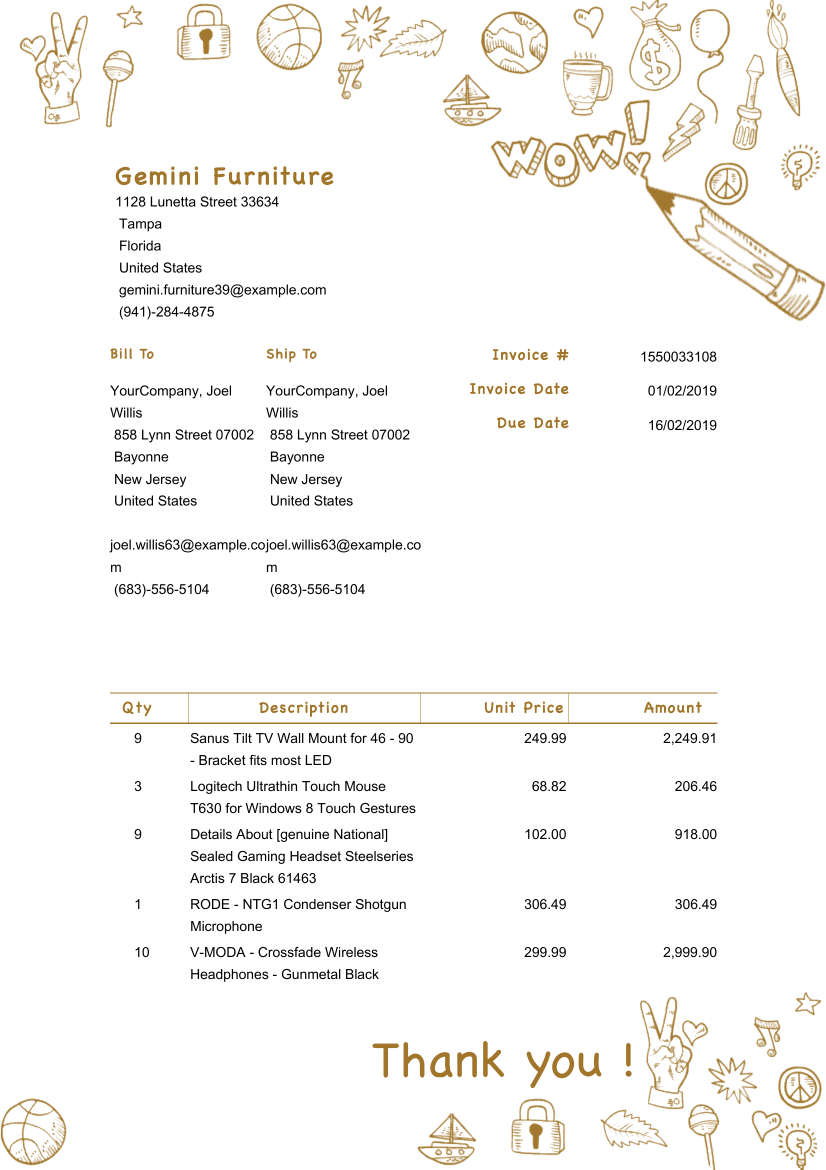 WOW!
Gemini Furniture
1128 Lunetta Street 33634
Tampa
Florida
United States
gemini.furniture39@example.com
(941)-284-4875
Bill To Ship To Invoice # 1550033108
YourCompany, Joel YourCompany, Joel Invoice Date 01/02/2019
Willis Willis Due Date 16/02/2019
858 Lynn Street 07002 858 Lynn Street 07002
Bayonne Bayonne
New Jersey New Jersey
United States United States
joel.willis63@example.co joel.willis63@example.co
m m
(683)-556-5104 (683)-556-5104
Qty Description Unit Price Amount
9 Sanus Tilt TV Wall Mount for 46 - 90 249.99 2,249.91
- Bracket fits most LED
3 Logitech Ultrathin Touch Mouse 68.82 206.46
T630 for Windows 8 Touch Gestures
9 Details About [genuine National] 102.00 918.00
Sealed Gaming Headset Steelseries
Arctis 7 Black 61463
1 RODE - NTG1 Condenser Shotgun 306.49 306.49
Microphone
10 V-MODA - Crossfade Wireless 299.99 2,999.90
Headphones - Gunmetal Black
Thank you !